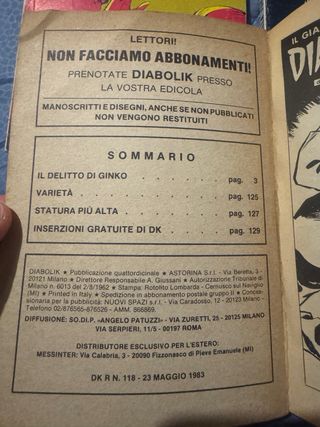 LETTORI!
NON FACCIAMO ABBONAMENTI!
PRENOTATE DIABOLIK PRESSO
LA VOSTRA EDICOLA
MANOSCRITTI E DISEGNI, ANCHE SE NON PUBBLICATI
NON VENGONO RESTITUITI
SOMMARIO
IL DELITTO DI GINKO . . . . . . pag. 3
VARIETÀ . . . . . . . . . pag. 125
STATURA PIÙ ALTA . . . . . . . pag. 127
INSERZIONI GRATUITE DI DK . . . . pag. 129
DIABOLIK ★ Pubblicazione quattordicinale ★ ASTORINA S.r.l. - Via Beretta, 3 -
20121 Milano ★ Direttore Responsabile A. Giussani ★ Autorizzazione Tribunale di
Milano n. 6013 del 2/8/1962 ★ Stampa: Rotolito Lombarda - Cernusco sul Naviglio
(MI) ★ Printed in Italy ★ Spedizione in abbonamento postale gruppo II ★ Conces-
sionaria per la pubblicità: NUOVI SPAZI s.r.l. - Via Caradosso, 12 - 20123 Milano -
Telefono 02/876565-876526 - AMM. 866869.
DIFFUSIONE: SO.DI.P. «ANGELO PATUZZI» - VIA ZURETTI, 25 - 20125 MILANO
VIA SERPIERI, 11/5 - 00197 ROMA
DISTRIBUTORE ESCLUSIVO PER L'ESTERO:
MESSINTER: Via Calabria, 3 - 20090 Fizzonasco di Pieve Emanuele (MI)
DK R N. 118 - 23 MAGGIO 1983
IL GIA